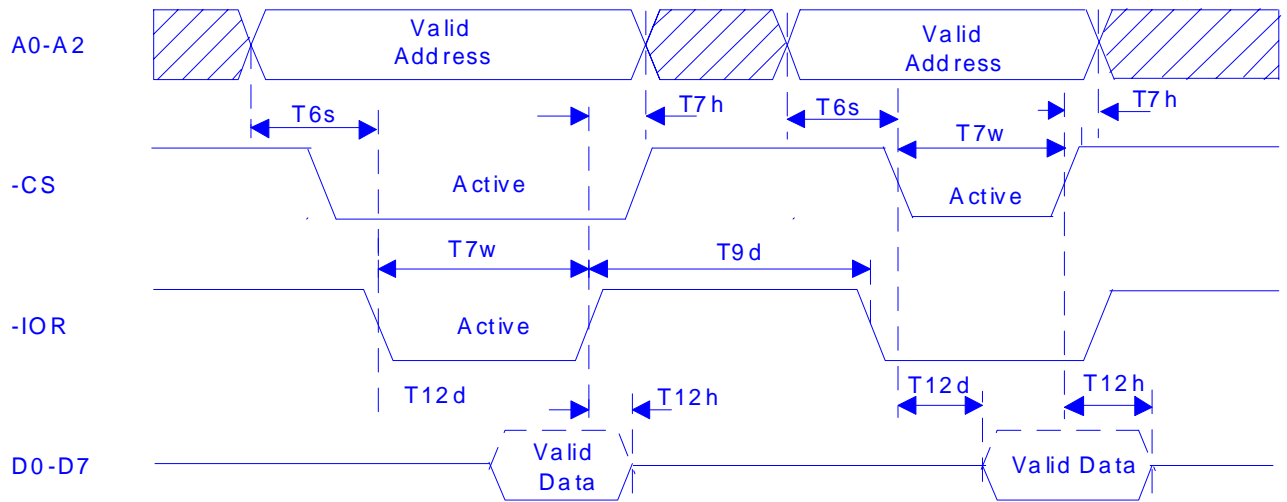 A0-A2
Valid
Address
Valid
Address
T6s
T7h
T6s
T7h
T7w
-CS
Active
Active
T7w
T9d
-IOR
Active
T12d
T12h
T12d
T12h
D0-D7
Valid
Data
Valid Data